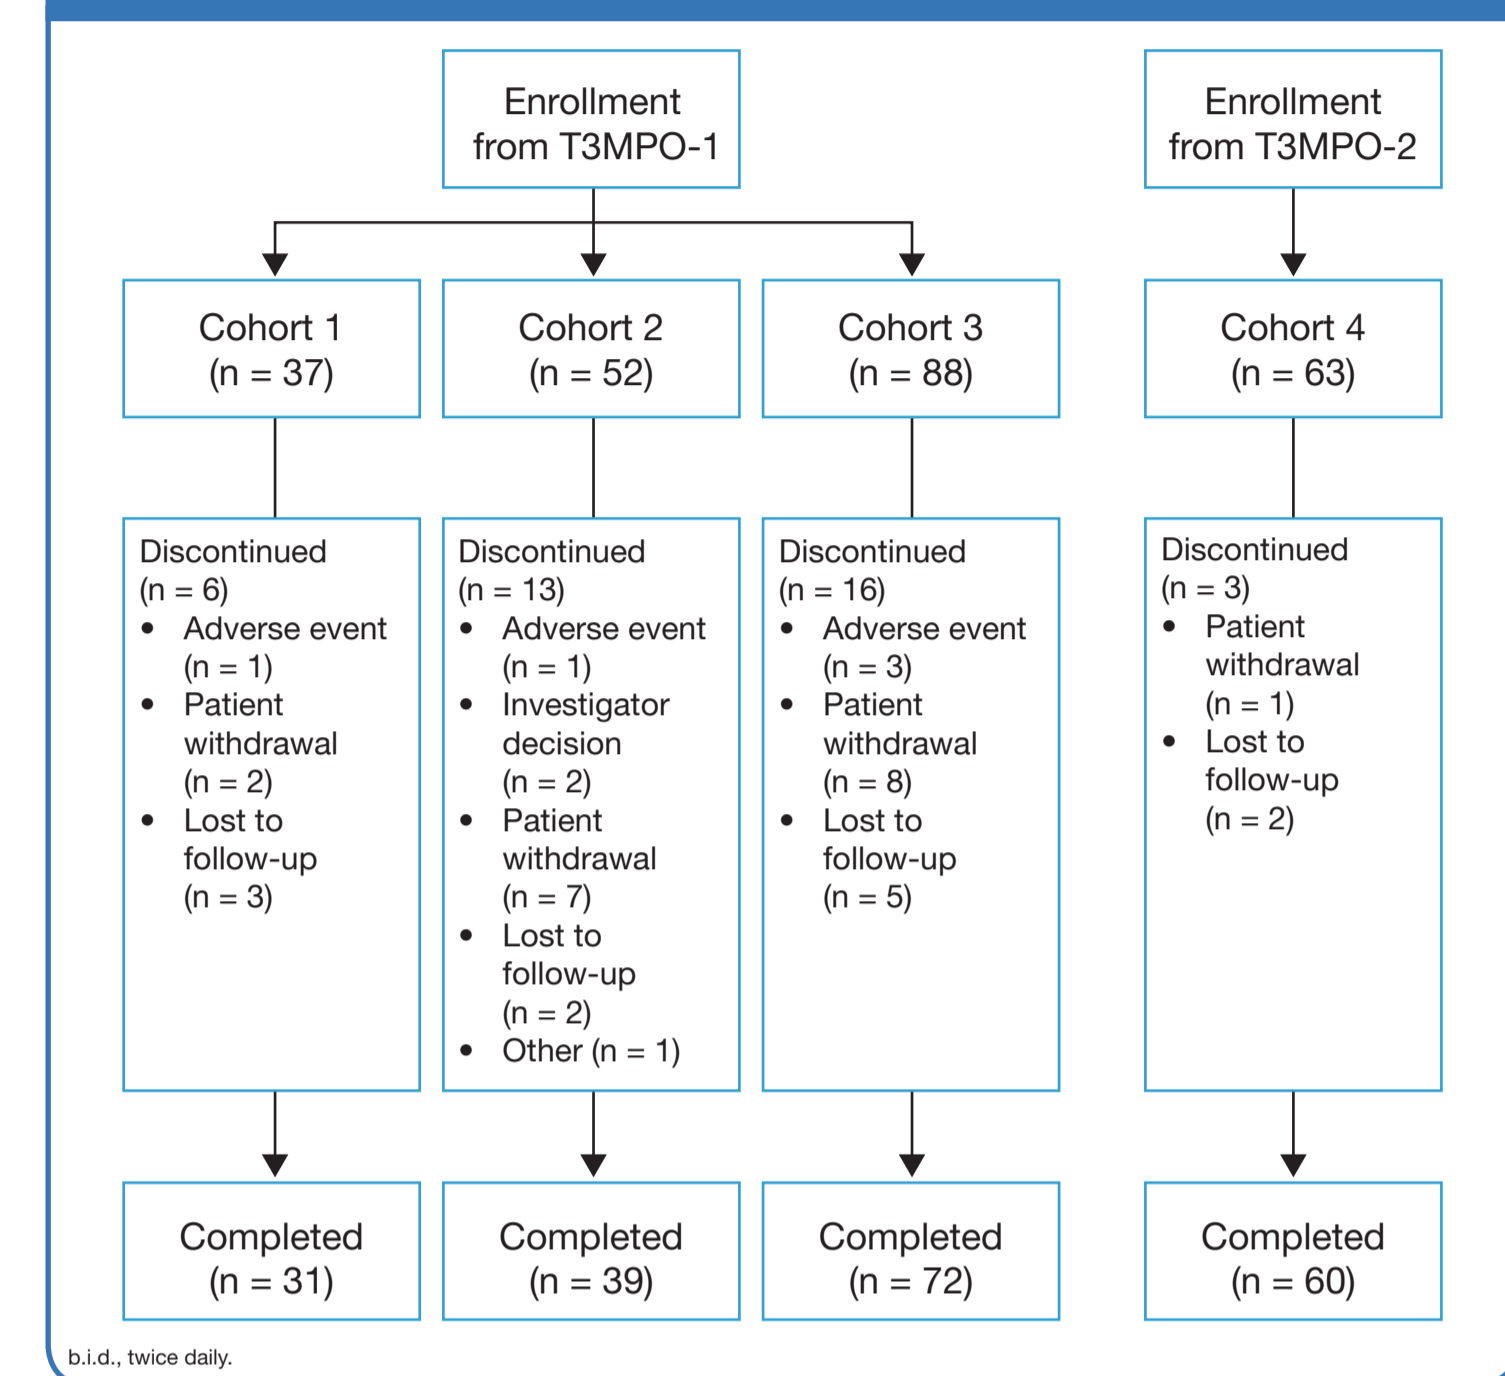 Enrollment
from T3MPO-1
Enrollment
from T3MPO-2
Cohort 1
(n = 37)
Cohort 2
(n = 52)
Cohort 3
(n = 88)
Cohort 4
(n = 63)
Discontinued
(n = 6)
• Adverse event
(n = 1)
• Patient
withdrawal
(n = 2)
• Lost to
follow-up
(n = 3)
Discontinued
(n = 13)
• Adverse event
(n = 1)
• Investigator
decision
(n = 2)
• Patient
withdrawal
(n = 7)
• Lost to
follow-up
(n = 2)
• Other (n = 1)
Discontinued
(n = 16)
• Adverse event
(n = 3)
• Patient
withdrawal
(n = 8)
• Lost to
follow-up
(n = 5)
Discontinued
(n = 3)
• Patient
withdrawal
(n = 1)
• Lost to
follow-up
(n = 2)
Completed
(n = 31)
Completed
(n = 39)
Completed
(n = 72)
Completed
(n = 60)
b.i.d., twice daily.